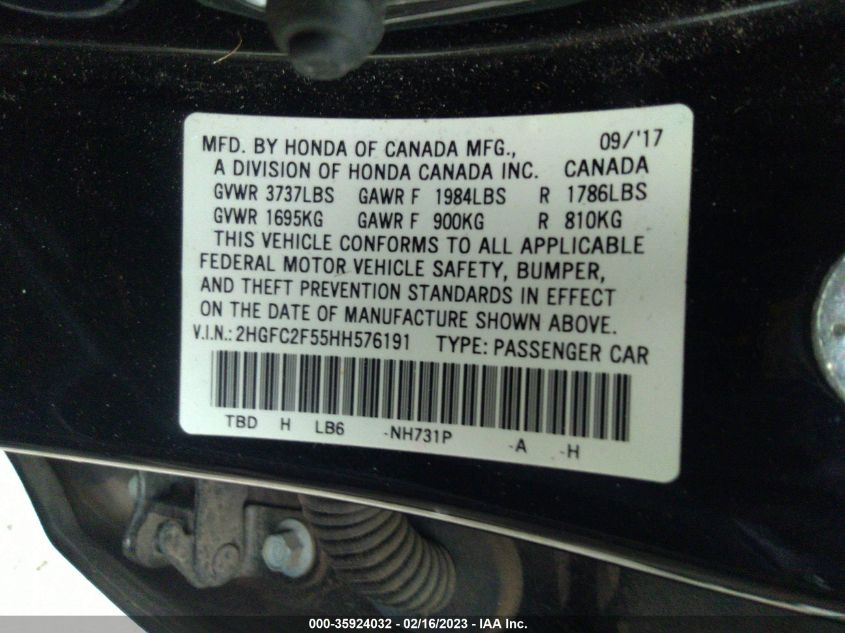 MFD. BY HONDA OF CANADA MFG., 09/'17
A DIVISION OF HONDA CANADA INC. CANADA
GVWR 3737LBS GAWR F 1984LBS R 1786LBS
GVWR 1695KG GAWR F 900KG R 810KG
THIS VEHICLE CONFORMS TO ALL APPLICABLE
FEDERAL MOTOR VEHICLE SAFETY, BUMPER,
AND THEFT PREVENTION STANDARDS IN EFFECT
ON THE DATE OF MANUFACTURE SHOWN ABOVE.
V.I.N.: 2HGFC2F55HH576191 TYPE: PASSENGER CAR
TBD H LB6 -NH731P -A -H
000-35924032 - 02/16/2023 - IAA Inc.